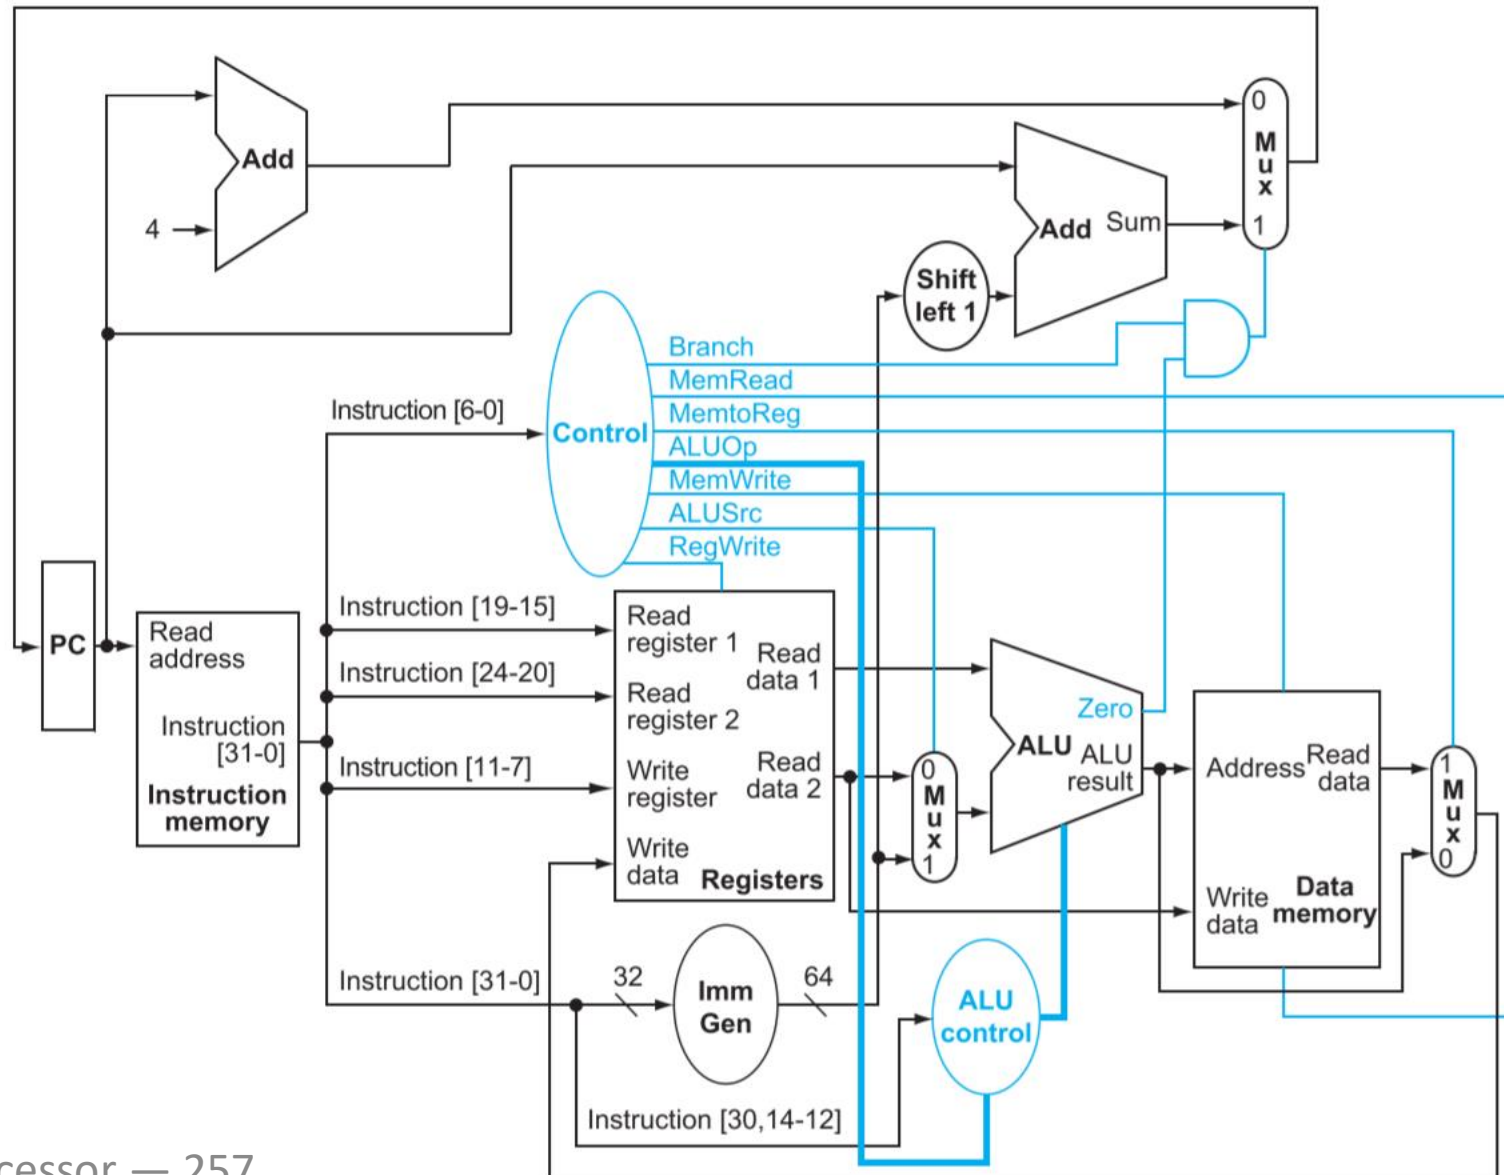 0
M
u
x
1
Add
4
Add Sum
Shift
left 1
Branch
MemRead
MemtoReg
ALUOp
MemWrite
ALUSrc
RegWrite
Control
Instruction [6-0]
Instruction [19-15]
Instruction [24-20]
Instruction [11-7]
Instruction [31-0]
PC
Read
address
Instruction
[31-0]
Instruction
memory
Read
register 1
Read
data 1
Read
register 2
Write
register
Read
data 2
Write
data
Registers
0
M
u
x
1
Zero
ALU
ALU
result
Address
Read
data
Write
data
Data
memory
1
M
u
x
0
32
Imm
Gen
64
ALU
control
Instruction [30,14-12]
cessor — 257